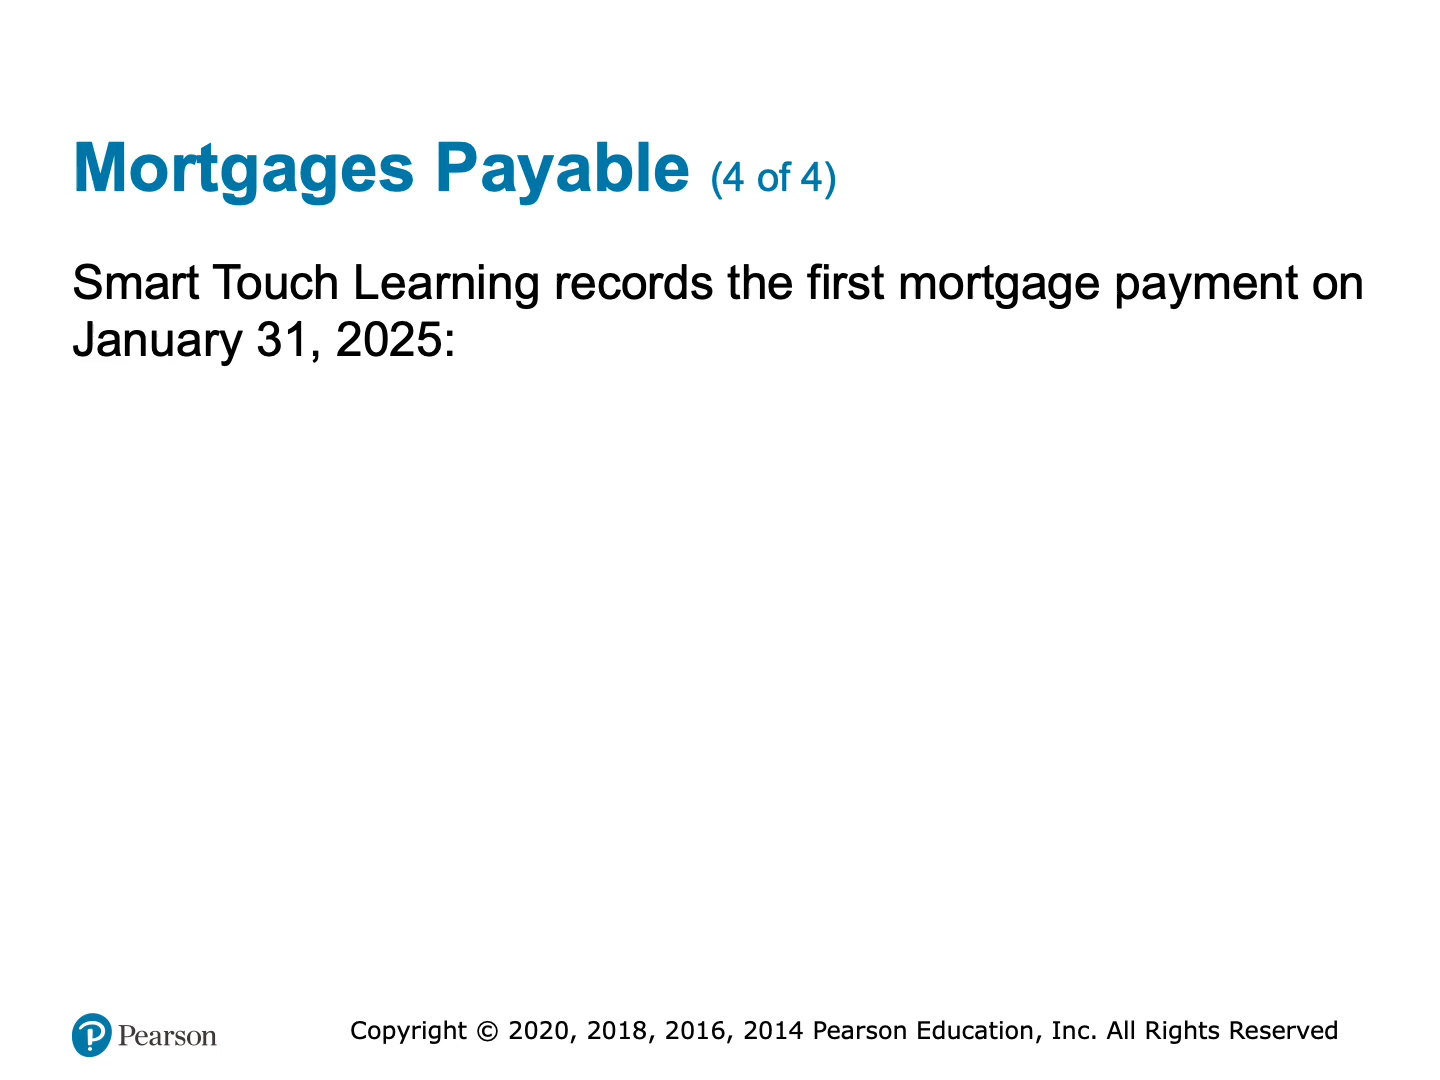 Mortgages Payable (4 of 4)
Smart Touch Learning records the first mortgage payment on
January 31, 2025:
Pearson
Copyright © 2020, 2018, 2016, 2014 Pearson Education, Inc. All Rights Reserved